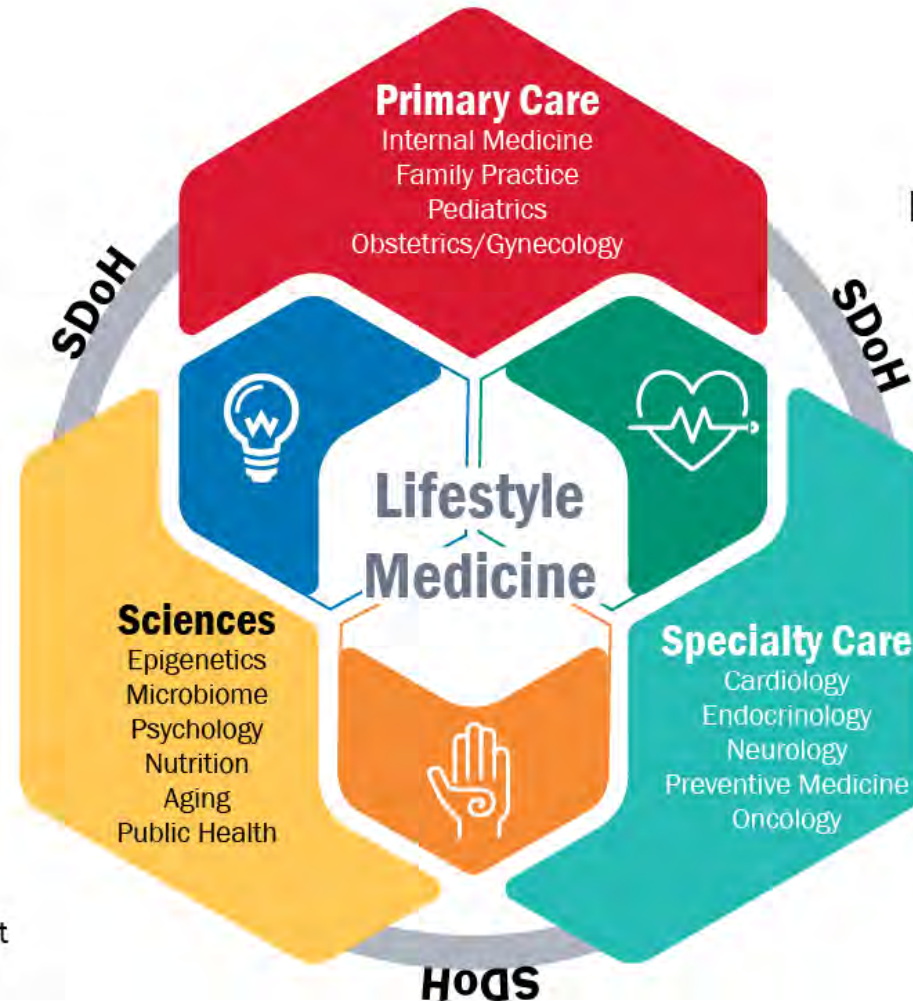 Primary Care
Internal Medicine
Family Practice
Pediatrics
Obstetrics/Gynecology
SDoH
SDoH
Lifestyle
Medicine
Sciences
Epigenetics
Microbiome
Psychology
Nutrition
Aging
Public Health
Specialty Care
Cardiology
Endocrinology
Neurology
Preventive Medicine
Oncology
SDoH